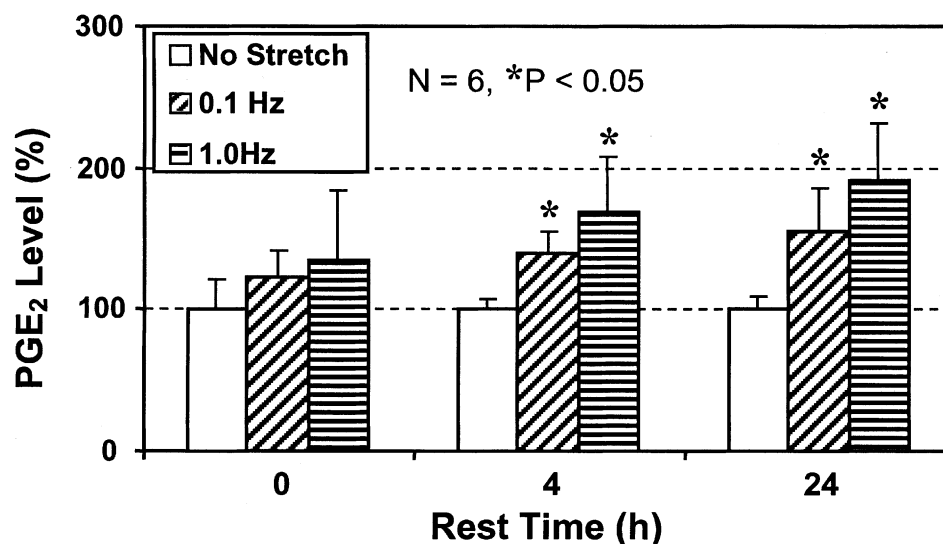 300
No Stretch
N = 6, *P < 0.05
0.1 Hz
1.0Hz
200
100
0
PGE₂ Level (%)
*
*
*
*
0
4
24
Rest Time (h)